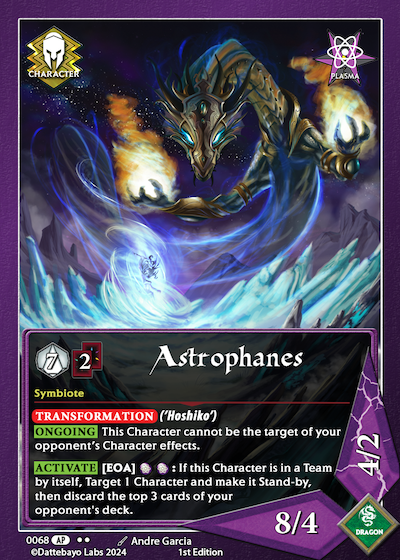 CHARACTER
PLASMA
7 2 Astrophanes
Symbiote
TRANSFORMATION ('Hoshiko')
ONGOING This Character cannot be the target of your
opponent's Character effects.
ACTIVATE [EOA] : If this Character is in a Team
by itself, Target 1 Character and make it Stand-by,
then discard the top 3 cards of your
opponent's deck.
4/2
8/4
DRAGON
0068 AP Andre Garcia
©Dattebayo Labs 2024 1st Edition